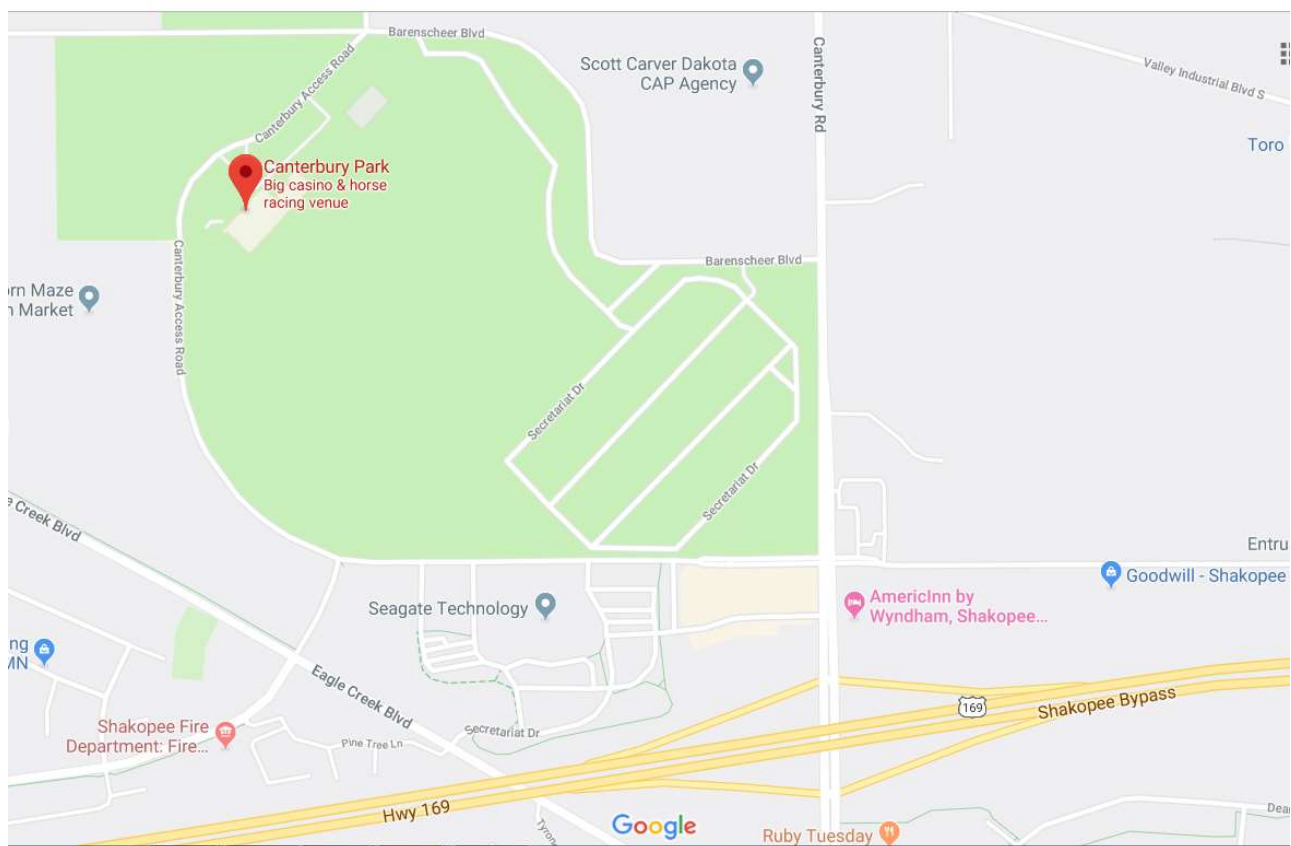 Barenscheer Blvd
Scott Carver Dakota
CAP Agency
Canterbury Rd
Valley Industrial Blvd S
Toro
Canterbury Access Road
Canterbury Park
Big casino & horse
racing venue
Canterbury Access Road
Barenscheer Blvd
orn Maze
Market
Secretariat Dr
Secretariat Dr
e Creek Blvd
Entru
Goodwill - Shakopee
Seagate Technology
AmericInn by
Wyndham, Shakopee...
ng
MN
Eagle Creek Blvd
169
Shakopee Bypass
Shakopee Fire
Department: Fire...
Pine Tree Ln
Secretariat Dr
Hwy 169
Tyron
Google
Ruby Tuesday
Dea